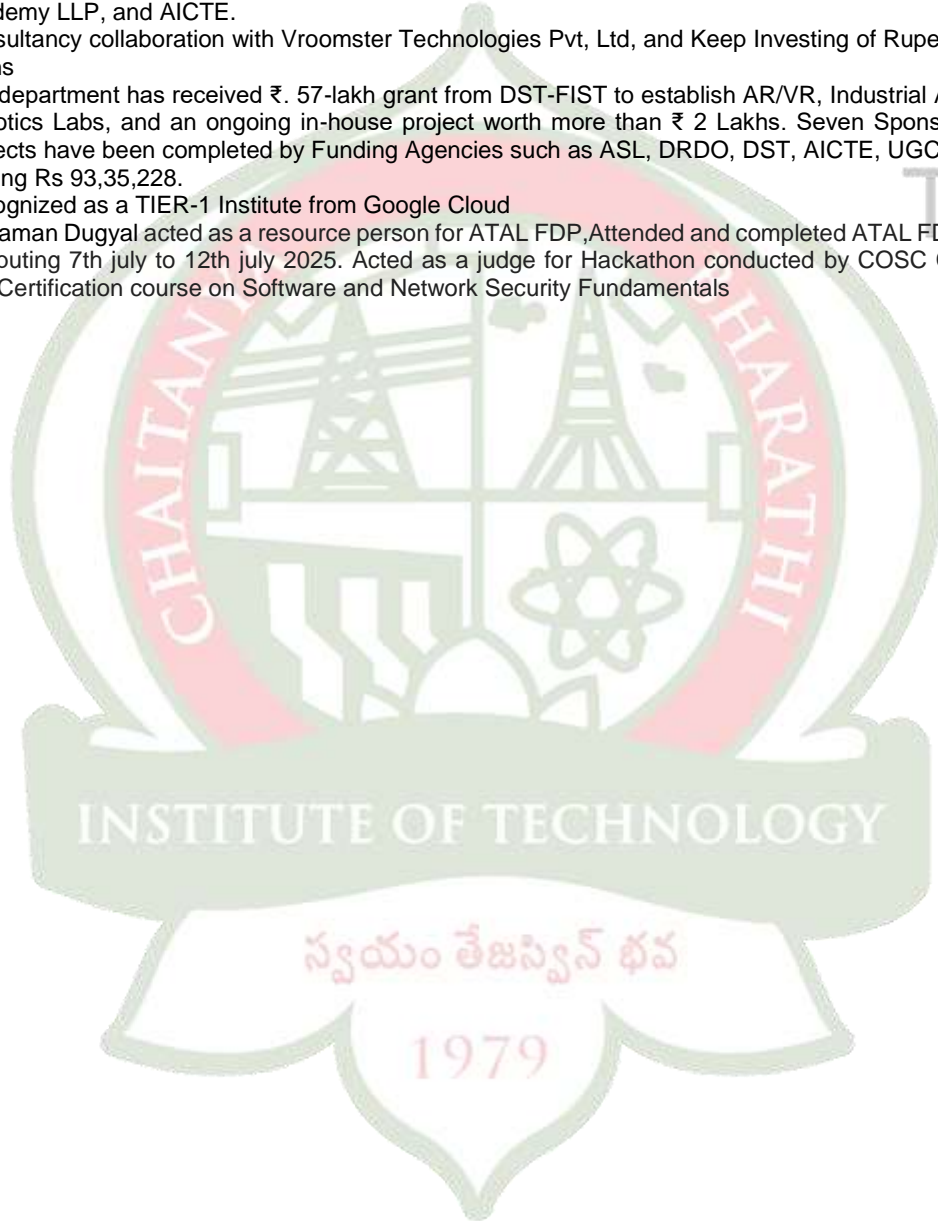 demy LLP, and AICTE.
sultancy collaboration with Vroomster Technologies Pvt, Ltd, and Keep Investing of Rupe
ns
department has received ₹. 57-lakh grant from DST-FIST to establish AR/VR, Industrial A
otics Labs, and an ongoing in-house project worth more than ₹ 2 Lakhs. Seven Spons
ects have been completed by Funding Agencies such as ASL, DRDO, DST, AICTE, UGC
ing Rs 93,35,228.
ognized as a TIER-1 Institute from Google Cloud
aman Dugyal acted as a resource person for ATAL FDP,Attended and completed ATAL FD
outing 7th july to 12th july 2025. Acted as a judge for Hackathon conducted by COSC
Certification course on Software and Network Security Fundamentals
CHAITANYA BHARATHI
INSTITUTE OF TECHNOLOGY
స్వయం తేజస్విన్ భవ
1979